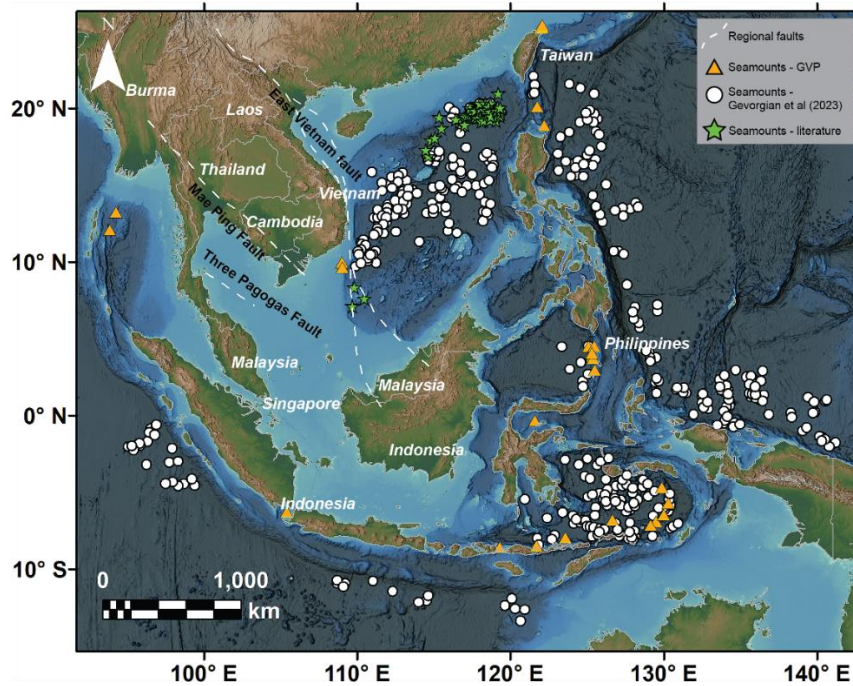 N
Regional faults
Seamounts - GVP
Seamounts -
Gevorgian et al (2023)
Seamounts - literature
Taiwan
Burma
Laos
East Vietnam fault
Thailand
Vietnam
Mae Ping Fault
Cambodia
Three Pagogas Fault
Philippines
Malaysia
Malaysia
Singapore
Indonesia
Indonesia
20° N
10° N
0° N
10° S
0 1,000
km
100° E 110° E 120° E 130° E 140° E